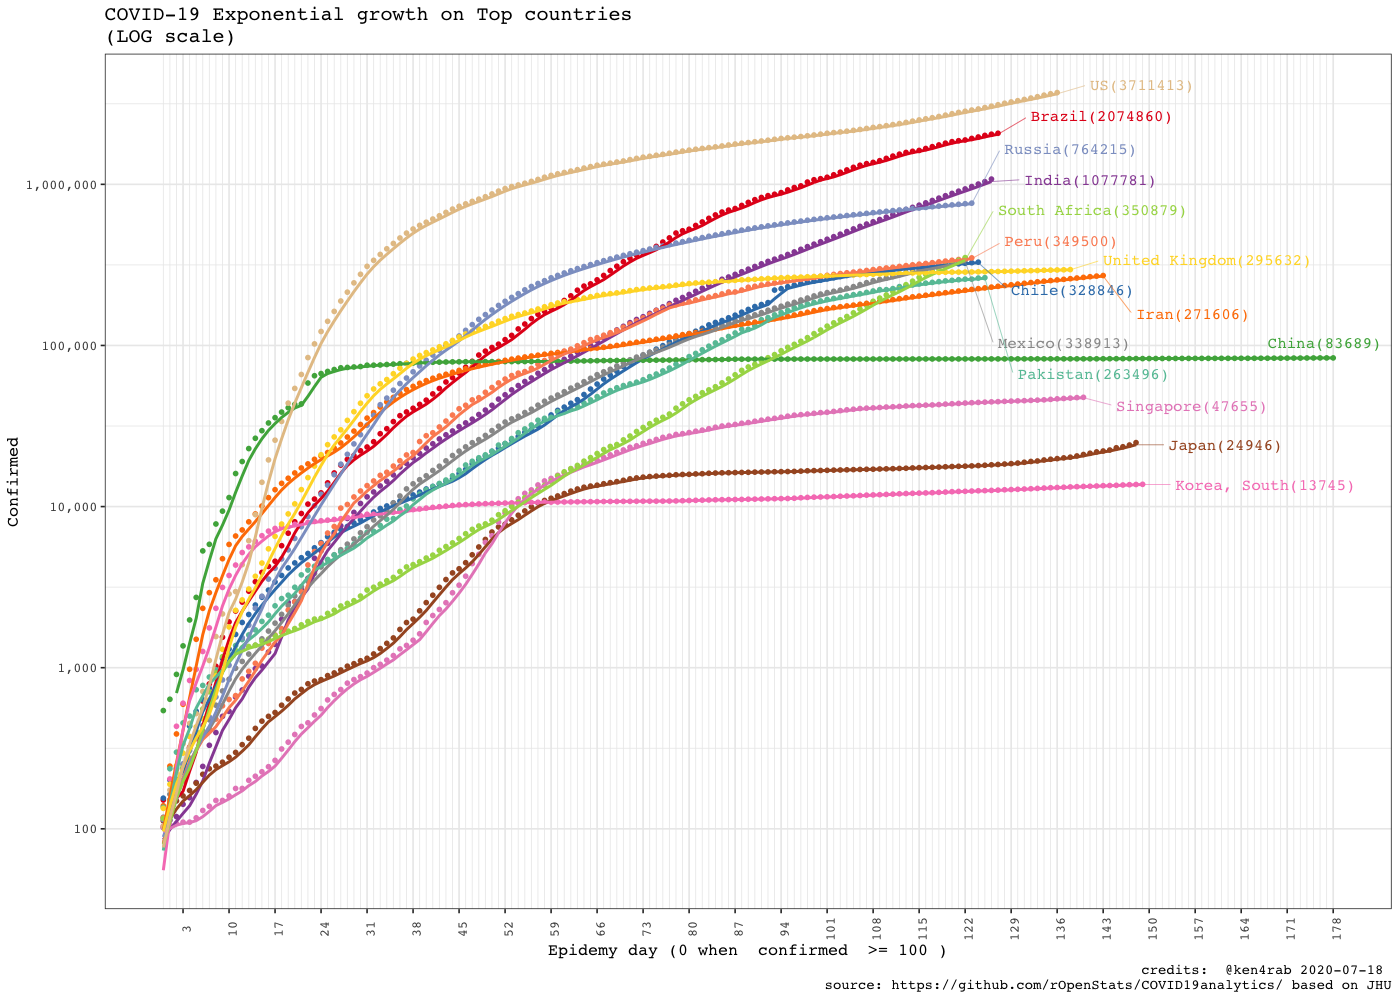 COVID-19 Exponential growth on Top countries
(LOG scale)
US(3711413)
Brazil(2074860)
Russia(764215)
India(1077781)
South Africa(350879)
Peru(349500)
United Kingdom(295632)
Chile(328846)
Iran(271606)
Mexico(338913)
China(83689)
Pakistan(263496)
Singapore(47655)
Japan(24946)
Korea, South(13745)
1,000,000
100,000
10,000
1,000
100
Confirmed
3 10 17 24 31 38 45 52 59 66 73 80 87 94 101 108 115 122 129 136 143 150 157 164 171 178
Epidemy day (0 when  confirmed  >= 100 )
credits:  @ken4rab 2020-07-18
source: https://github.com/rOpenStats/COVID19analytics/ based on JHU